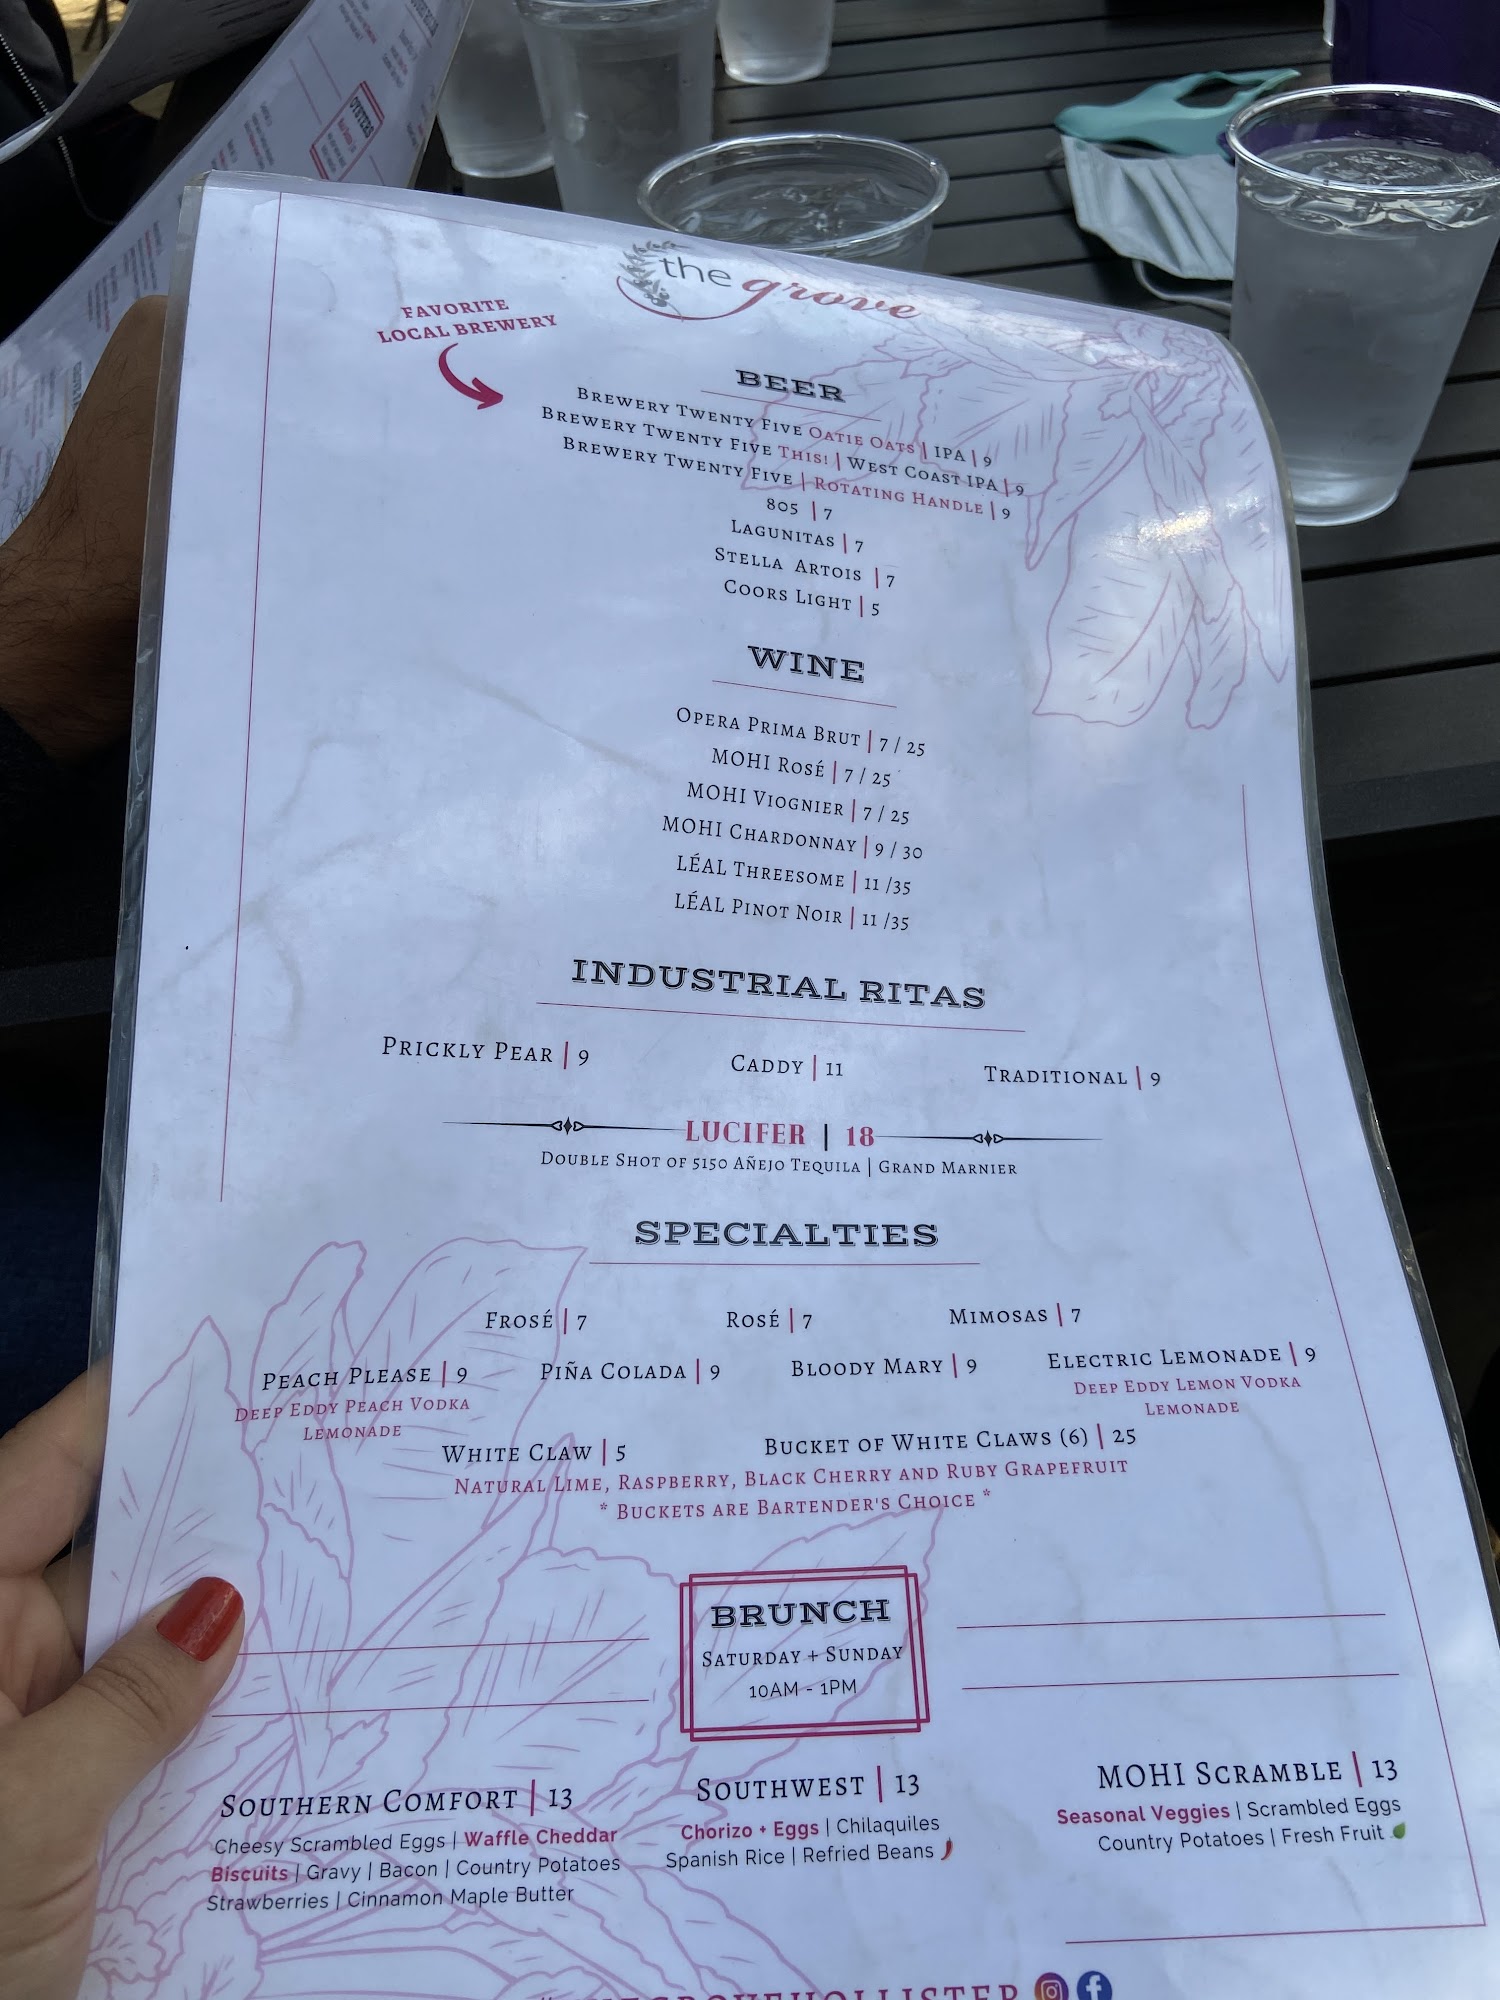 the grove
FAVORITE
LOCAL BREWERY
BEER
BREWERY TWENTY FIVE OATIE OATS | IPA | 9
BREWERY TWENTY FIVE THIS! | WEST COAST IPA | 9
BREWERY TWENTY FIVE | ROTATING HANDLE | 9
805 | 7
LAGUNITAS | 7
STELLA ARTOIS | 7
COORS LIGHT | 5
WINE
OPERA PRIMA BRUT | 7 / 25
MOHI ROSÉ | 7 / 25
MOHI VIOGNIER | 7 / 25
MOHI CHARDONNAY | 9 / 30
LÉAL THREESOME | 11 /35
LÉAL PINOT NOIR | 11 /35
INDUSTRIAL RITAS
PRICKLY PEAR | 9 CADDY | 11 TRADITIONAL | 9
LUCIFER | 18
DOUBLE SHOT OF 5150 AÑEJO TEQUILA | GRAND MARNIER
SPECIALTIES
FROSÉ | 7 ROSÉ | 7 MIMOSAS | 7
PEACH PLEASE | 9 PIÑA COLADA | 9 BLOODY MARY | 9 ELECTRIC LEMONADE | 9
DEEP EDDY PEACH VODKA
LEMONADE
DEEP EDDY LEMON VODKA
LEMONADE
WHITE CLAW | 5 BUCKET OF WHITE CLAWS (6) | 25
NATURAL LIME, RASPBERRY, BLACK CHERRY AND RUBY GRAPEFRUIT
* BUCKETS ARE BARTENDER'S CHOICE *
BRUNCH
SATURDAY + SUNDAY
10AM - 1PM
SOUTHERN COMFORT | 13
Cheesy Scrambled Eggs | Waffle Cheddar
Biscuits | Gravy | Bacon | Country Potatoes
Strawberries | Cinnamon Maple Butter
SOUTHWEST | 13
Chorizo + Eggs | Chilaquiles
Spanish Rice | Refried Beans
MOHI SCRAMBLE | 13
Seasonal Veggies | Scrambled Eggs
Country Potatoes | Fresh Fruit
OYSTERS